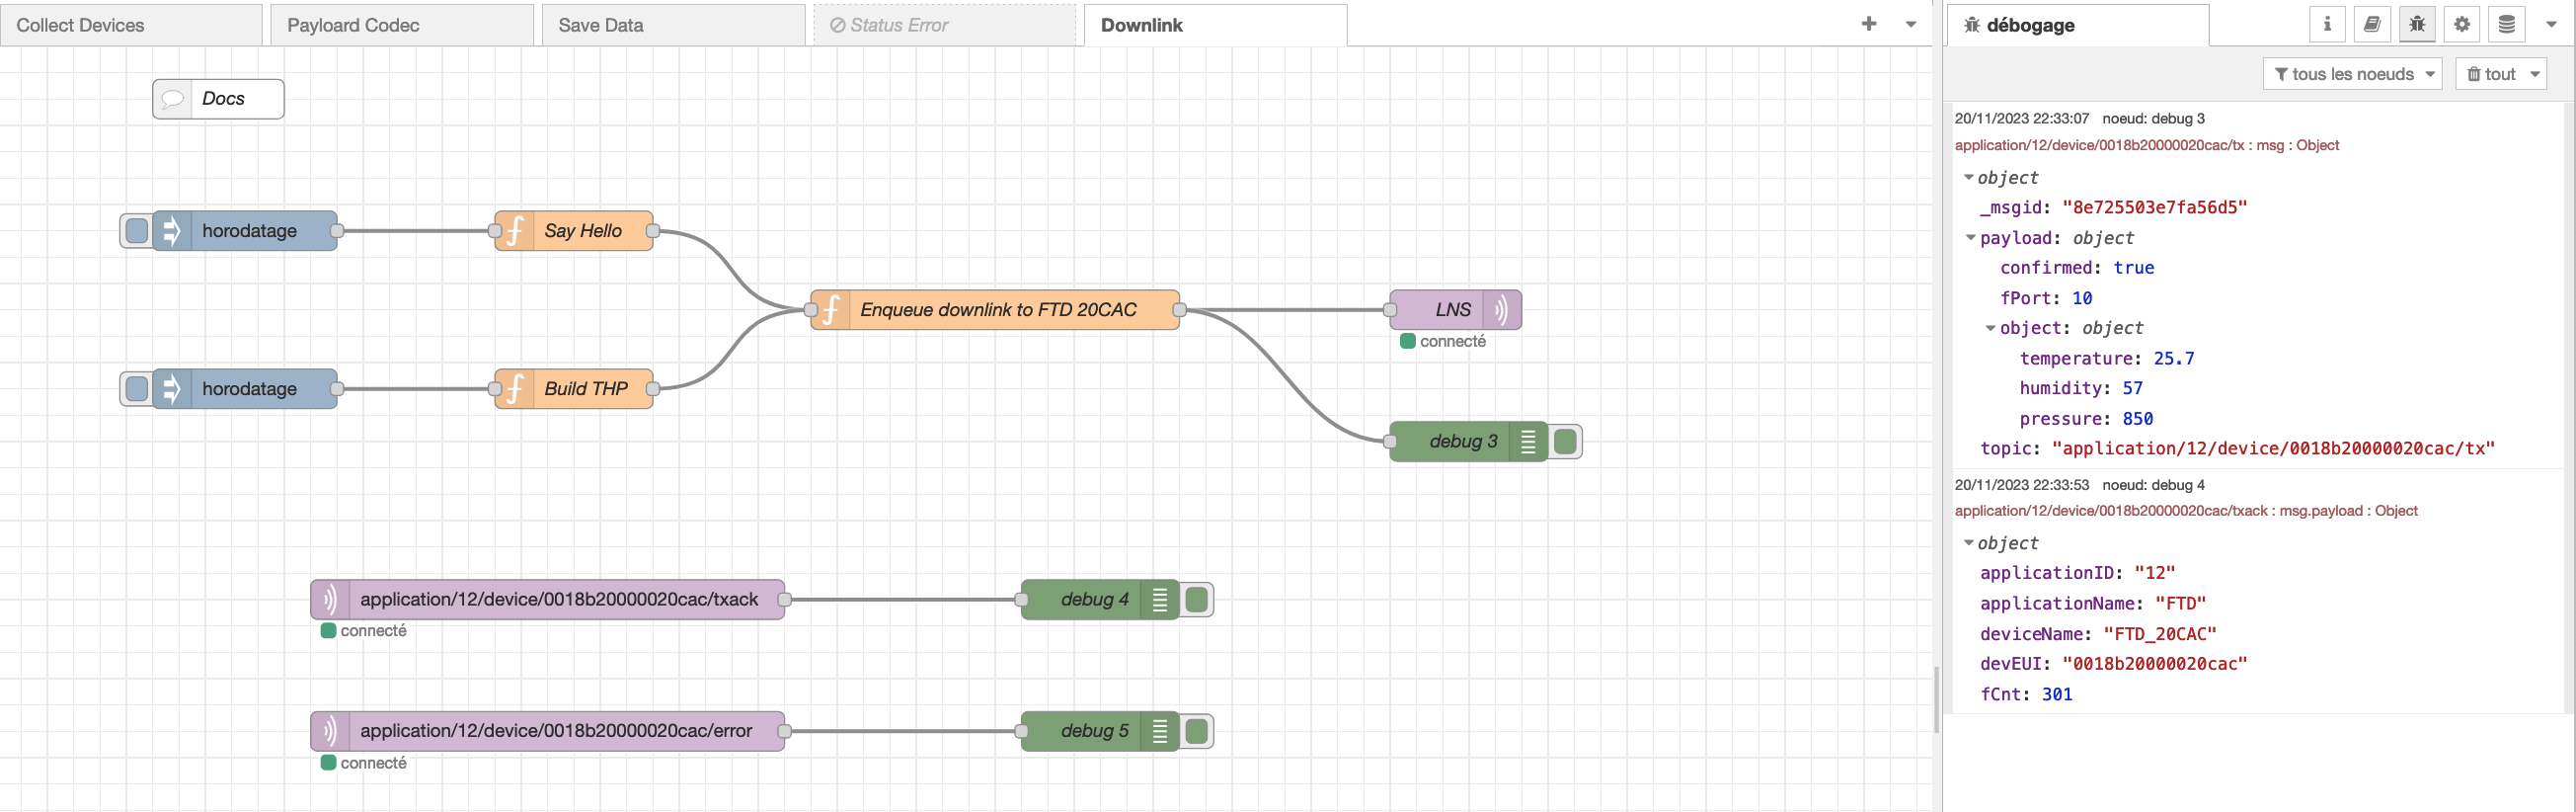 Collect Devices
Payloard Codec
Save Data
Status Error
Downlink
débogage
tous les noeuds
tout
Docs
horodatage
Say Hello
Enqueue downlink to FTD 20CAC
LNS
connecté
horodatage
Build THP
debug 3
application/12/device/0018b20000020cac/txack
connecté
debug 4
application/12/device/0018b20000020cac/error
connecté
debug 5
20/11/2023 22:33:07 noeud: debug 3
application/12/device/0018b20000020cac/tx : msg : Object
object
_msgid: "8e725503e7fa56d5"
payload: object
confirmed: true
fPort: 10
object: object
temperature: 25.7
humidity: 57
pressure: 850
topic: "application/12/device/0018b20000020cac/tx"
20/11/2023 22:33:53 noeud: debug 4
application/12/device/0018b20000020cac/txack : msg.payload : Object
object
applicationID: "12"
applicationName: "FTD"
deviceName: "FTD_20CAC"
devEUI: "0018b20000020cac"
fCnt: 301